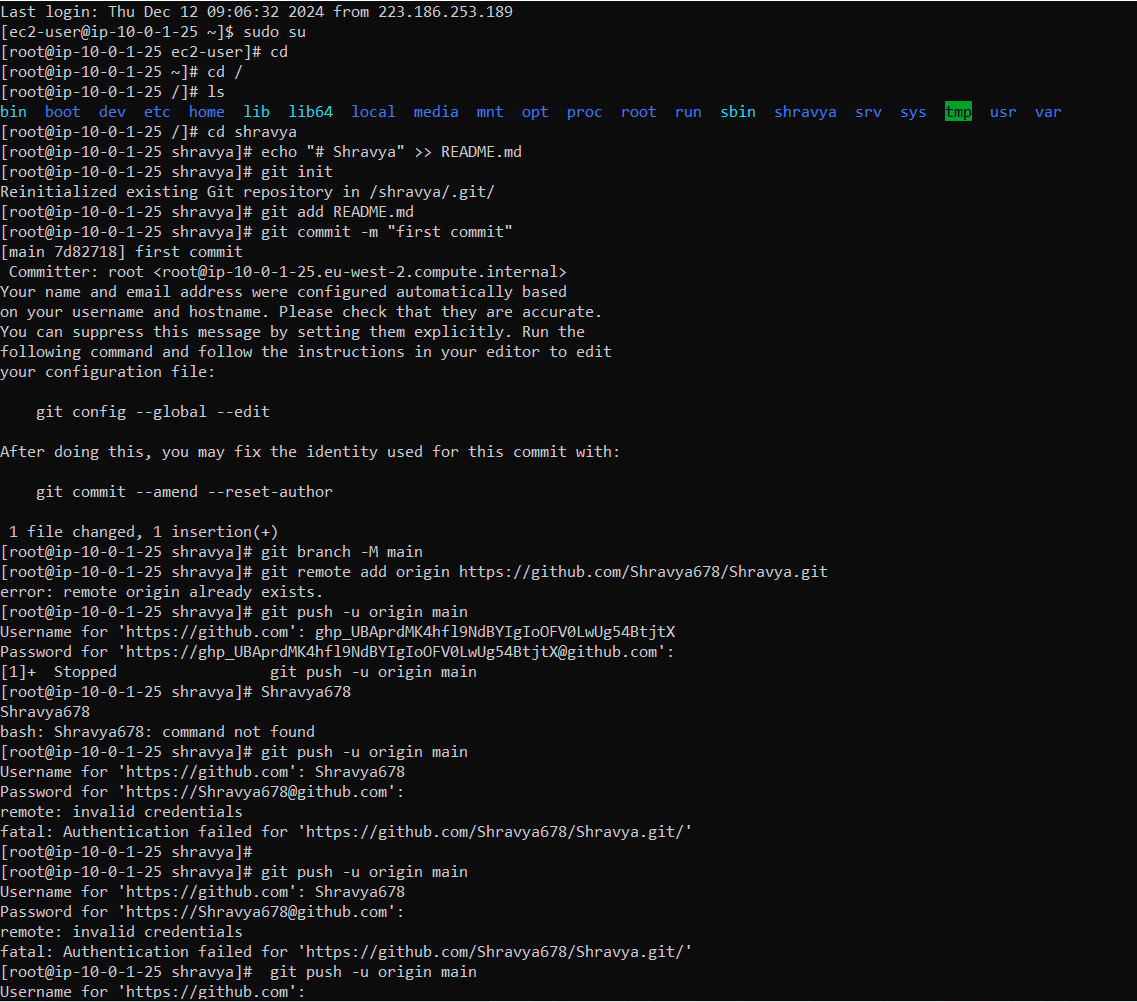 Last login: Thu Dec 12 09:06:32 2024 from 223.186.253.189
[ec2-user@ip-10-0-1-25 ~]$ sudo su
[root@ip-10-0-1-25 ec2-user]# cd
[root@ip-10-0-1-25 ~]# cd /
[root@ip-10-0-1-25 /]# ls
bin  boot  dev  etc  home  lib  lib64  local  media  mnt  opt  proc  root  run  sbin  shravya  srv  sys  tmp  usr  var
[root@ip-10-0-1-25 /]# cd shravya
[root@ip-10-0-1-25 shravya]# echo "# Shravya" >> README.md
[root@ip-10-0-1-25 shravya]# git init
Reinitialized existing Git repository in /shravya/.git/
[root@ip-10-0-1-25 shravya]# git add README.md
[root@ip-10-0-1-25 shravya]# git commit -m "first commit"
[main 7d82718] first commit
 Committer: root <root@ip-10-0-1-25.eu-west-2.compute.internal>
Your name and email address were configured automatically based
on your username and hostname. Please check that they are accurate.
You can suppress this message by setting them explicitly. Run the
following command and follow the instructions in your editor to edit
your configuration file:

    git config --global --edit

After doing this, you may fix the identity used for this commit with:

    git commit --amend --reset-author

 1 file changed, 1 insertion(+)
[root@ip-10-0-1-25 shravya]# git branch -M main
[root@ip-10-0-1-25 shravya]# git remote add origin https://github.com/Shravya678/Shravya.git
error: remote origin already exists.
[root@ip-10-0-1-25 shravya]# git push -u origin main
Username for 'https://github.com': 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
Password for 'https://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@github.com':
[1]+  Stopped                 git push -u origin main
[root@ip-10-0-1-25 shravya]# Shravya678
Shravya678
bash: Shravya678: command not found
[root@ip-10-0-1-25 shravya]# git push -u origin main
Username for 'https://github.com': Shravya678
Password for 'https://Shravya678@github.com':
remote: invalid credentials
fatal: Authentication failed for 'https://github.com/Shravya678/Shravya.git/'
[root@ip-10-0-1-25 shravya]#
[root@ip-10-0-1-25 shravya]# git push -u origin main
Username for 'https://github.com': Shravya678
Password for 'https://Shravya678@github.com':
remote: invalid credentials
fatal: Authentication failed for 'https://github.com/Shravya678/Shravya.git/'
[root@ip-10-0-1-25 shravya]#  git push -u origin main
Username for 'https://github.com':